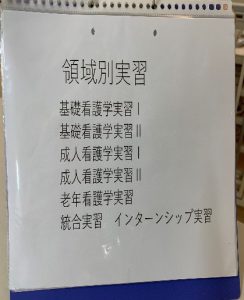 領域別実習
基礎看護学実習Ⅰ
基礎看護学実習Ⅱ
成人看護学実習Ⅰ
成人看護学実習Ⅱ
老年看護学実習
統合実習　インターンシップ実習